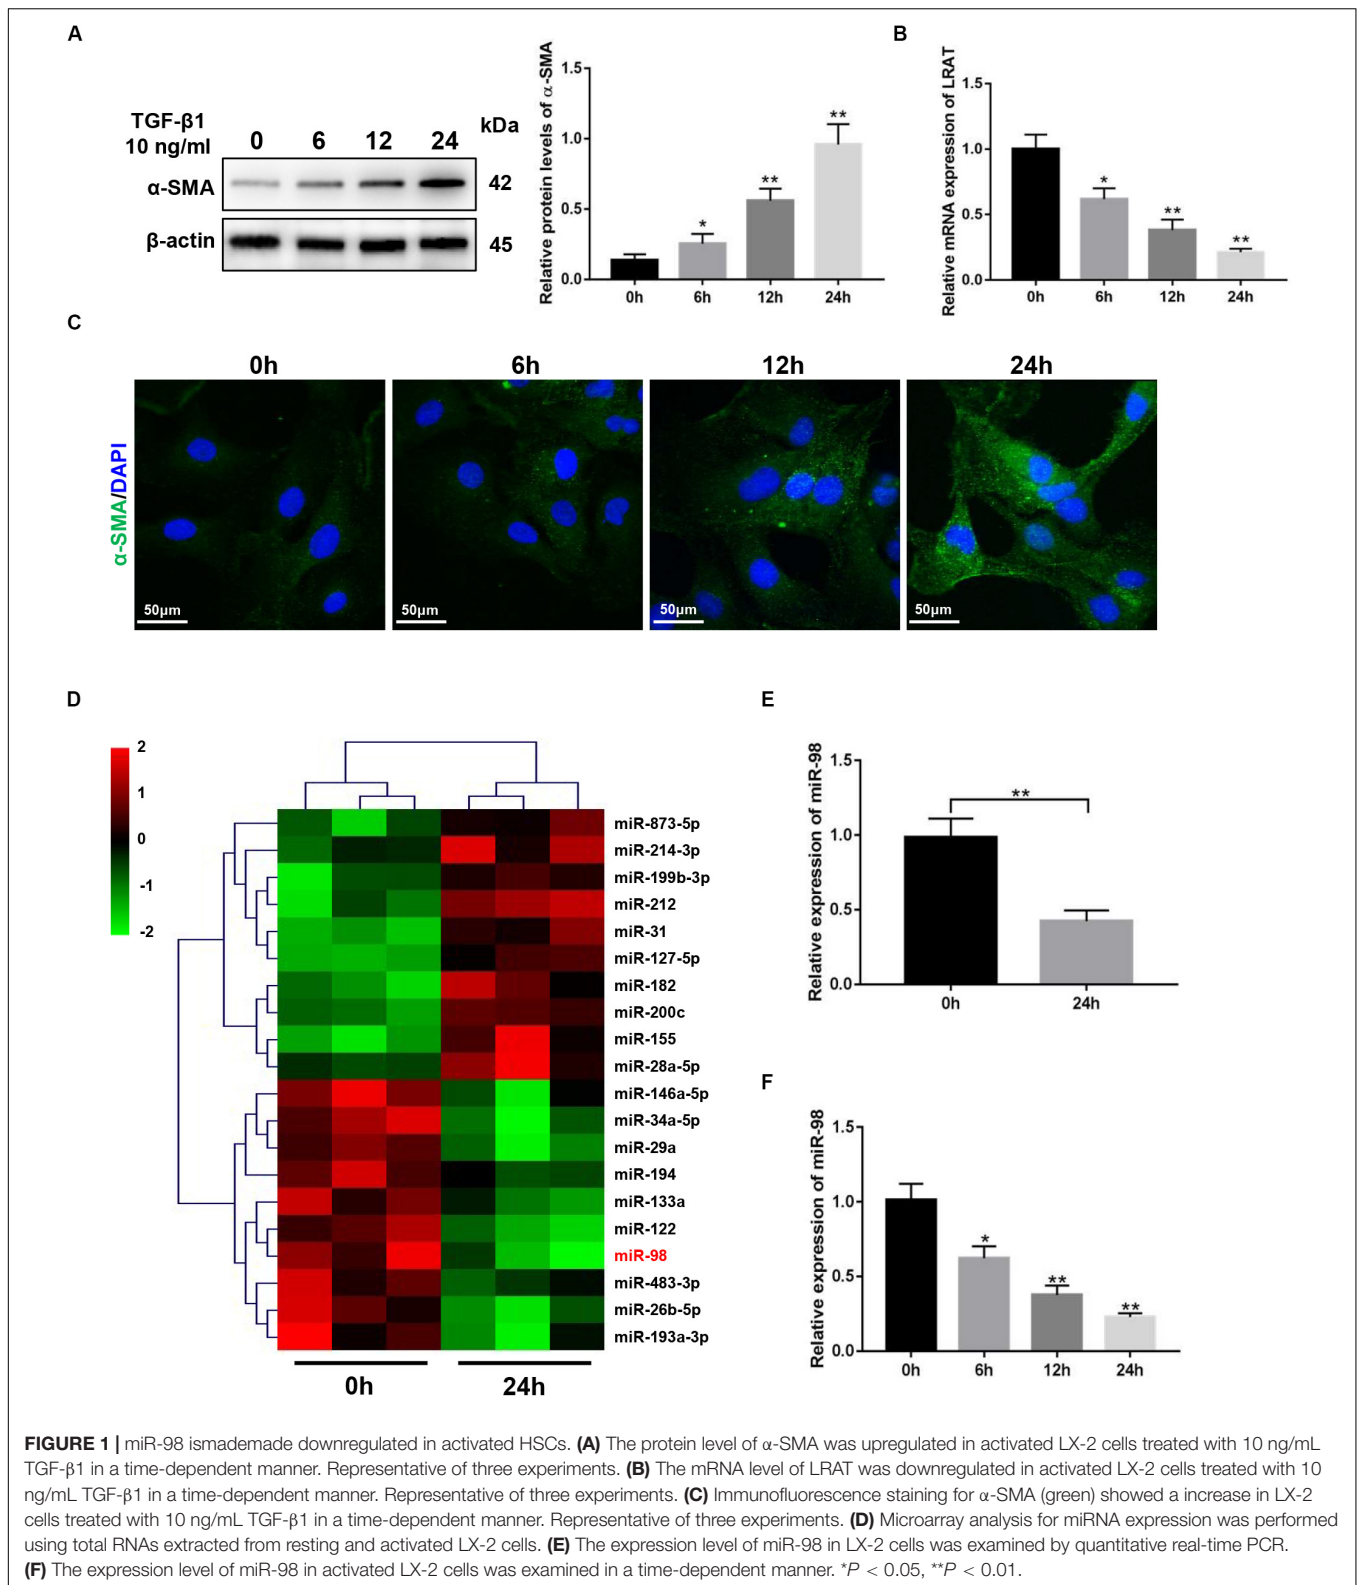 A
TGF-β1
10 ng/ml
0 6 12 24 kDa
α-SMA 42
β-actin 45
Relative protein levels of α-SMA
1.5
1.0
0.5
0.0
* ** **
0h 6h 12h 24h
B
Relative mRNA expression of LRAT
1.5
1.0
0.5
0.0
* ** **
0h 6h 12h 24h
C
0h 6h 12h 24h
α-SMA/DAPI
50μm 50μm 50μm 50μm
D
2
1
0
-1
-2
miR-873-5p
miR-214-3p
miR-199b-3p
miR-212
miR-31
miR-127-5p
miR-182
miR-200c
miR-155
miR-28a-5p
miR-146a-5p
miR-34a-5p
miR-29a
miR-194
miR-133a
miR-122
miR-98
miR-483-3p
miR-26b-5p
miR-193a-3p
0h 24h
E
Relative expression of miR-98
1.5
1.0
0.5
0.0
**
0h 24h
F
Relative expression of miR-98
1.5
1.0
0.5
0.0
* ** **
0h 6h 12h 24h
FIGURE 1 | miR-98 ismademade downregulated in activated HSCs. (A) The protein level of α-SMA was upregulated in activated LX-2 cells treated with 10 ng/mL
TGF-β1 in a time-dependent manner. Representative of three experiments. (B) The mRNA level of LRAT was downregulated in activated LX-2 cells treated with 10
ng/mL TGF-β1 in a time-dependent manner. Representative of three experiments. (C) Immunofluorescence staining for α-SMA (green) showed a increase in LX-2
cells treated with 10 ng/mL TGF-β1 in a time-dependent manner. Representative of three experiments. (D) Microarray analysis for miRNA expression was performed
using total RNAs extracted from resting and activated LX-2 cells. (E) The expression level of miR-98 in LX-2 cells was examined by quantitative real-time PCR.
(F) The expression level of miR-98 in activated LX-2 cells was examined in a time-dependent manner. *P < 0.05, **P < 0.01.